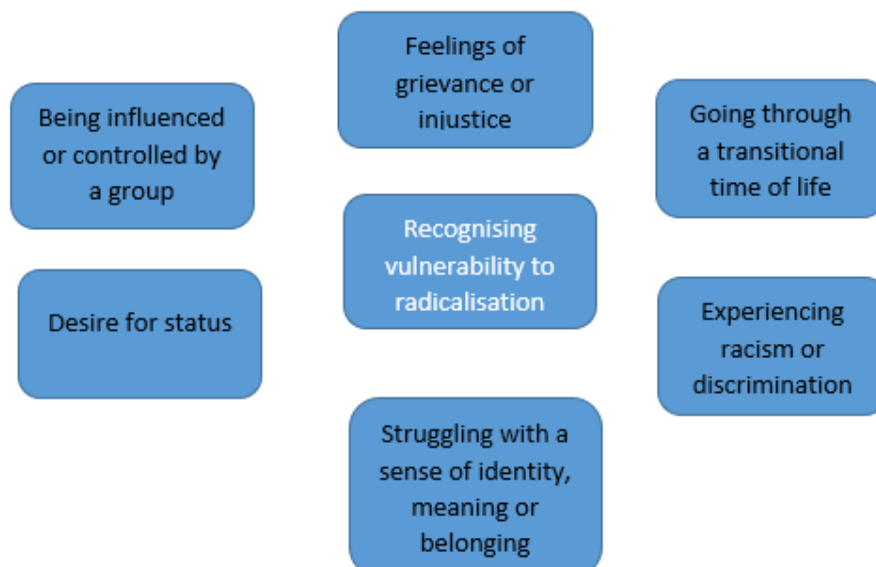 Feelings of
grievance or
injustice
Being influenced
or controlled by
a group
Going through
a transitional
time of life
Recognising
vulnerability to
radicalisation
Desire for status
Experiencing
racism or
discrimination
Struggling with a
sense of identity,
meaning or
belonging